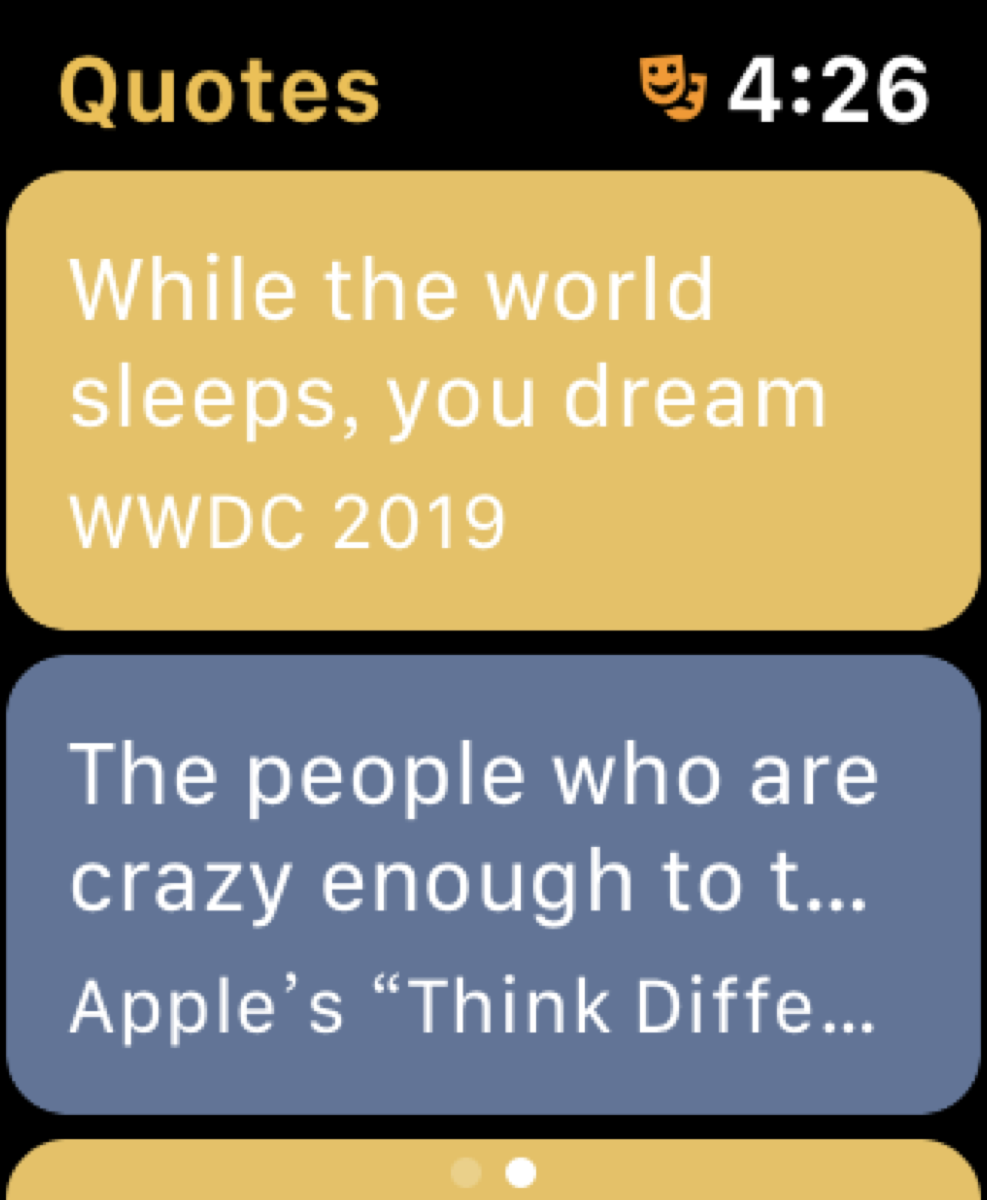 Quotes
4:26
While the world
sleeps, you dream
WWDC 2019
The people who are
crazy enough to t…
Apple’s “Think Diffe…